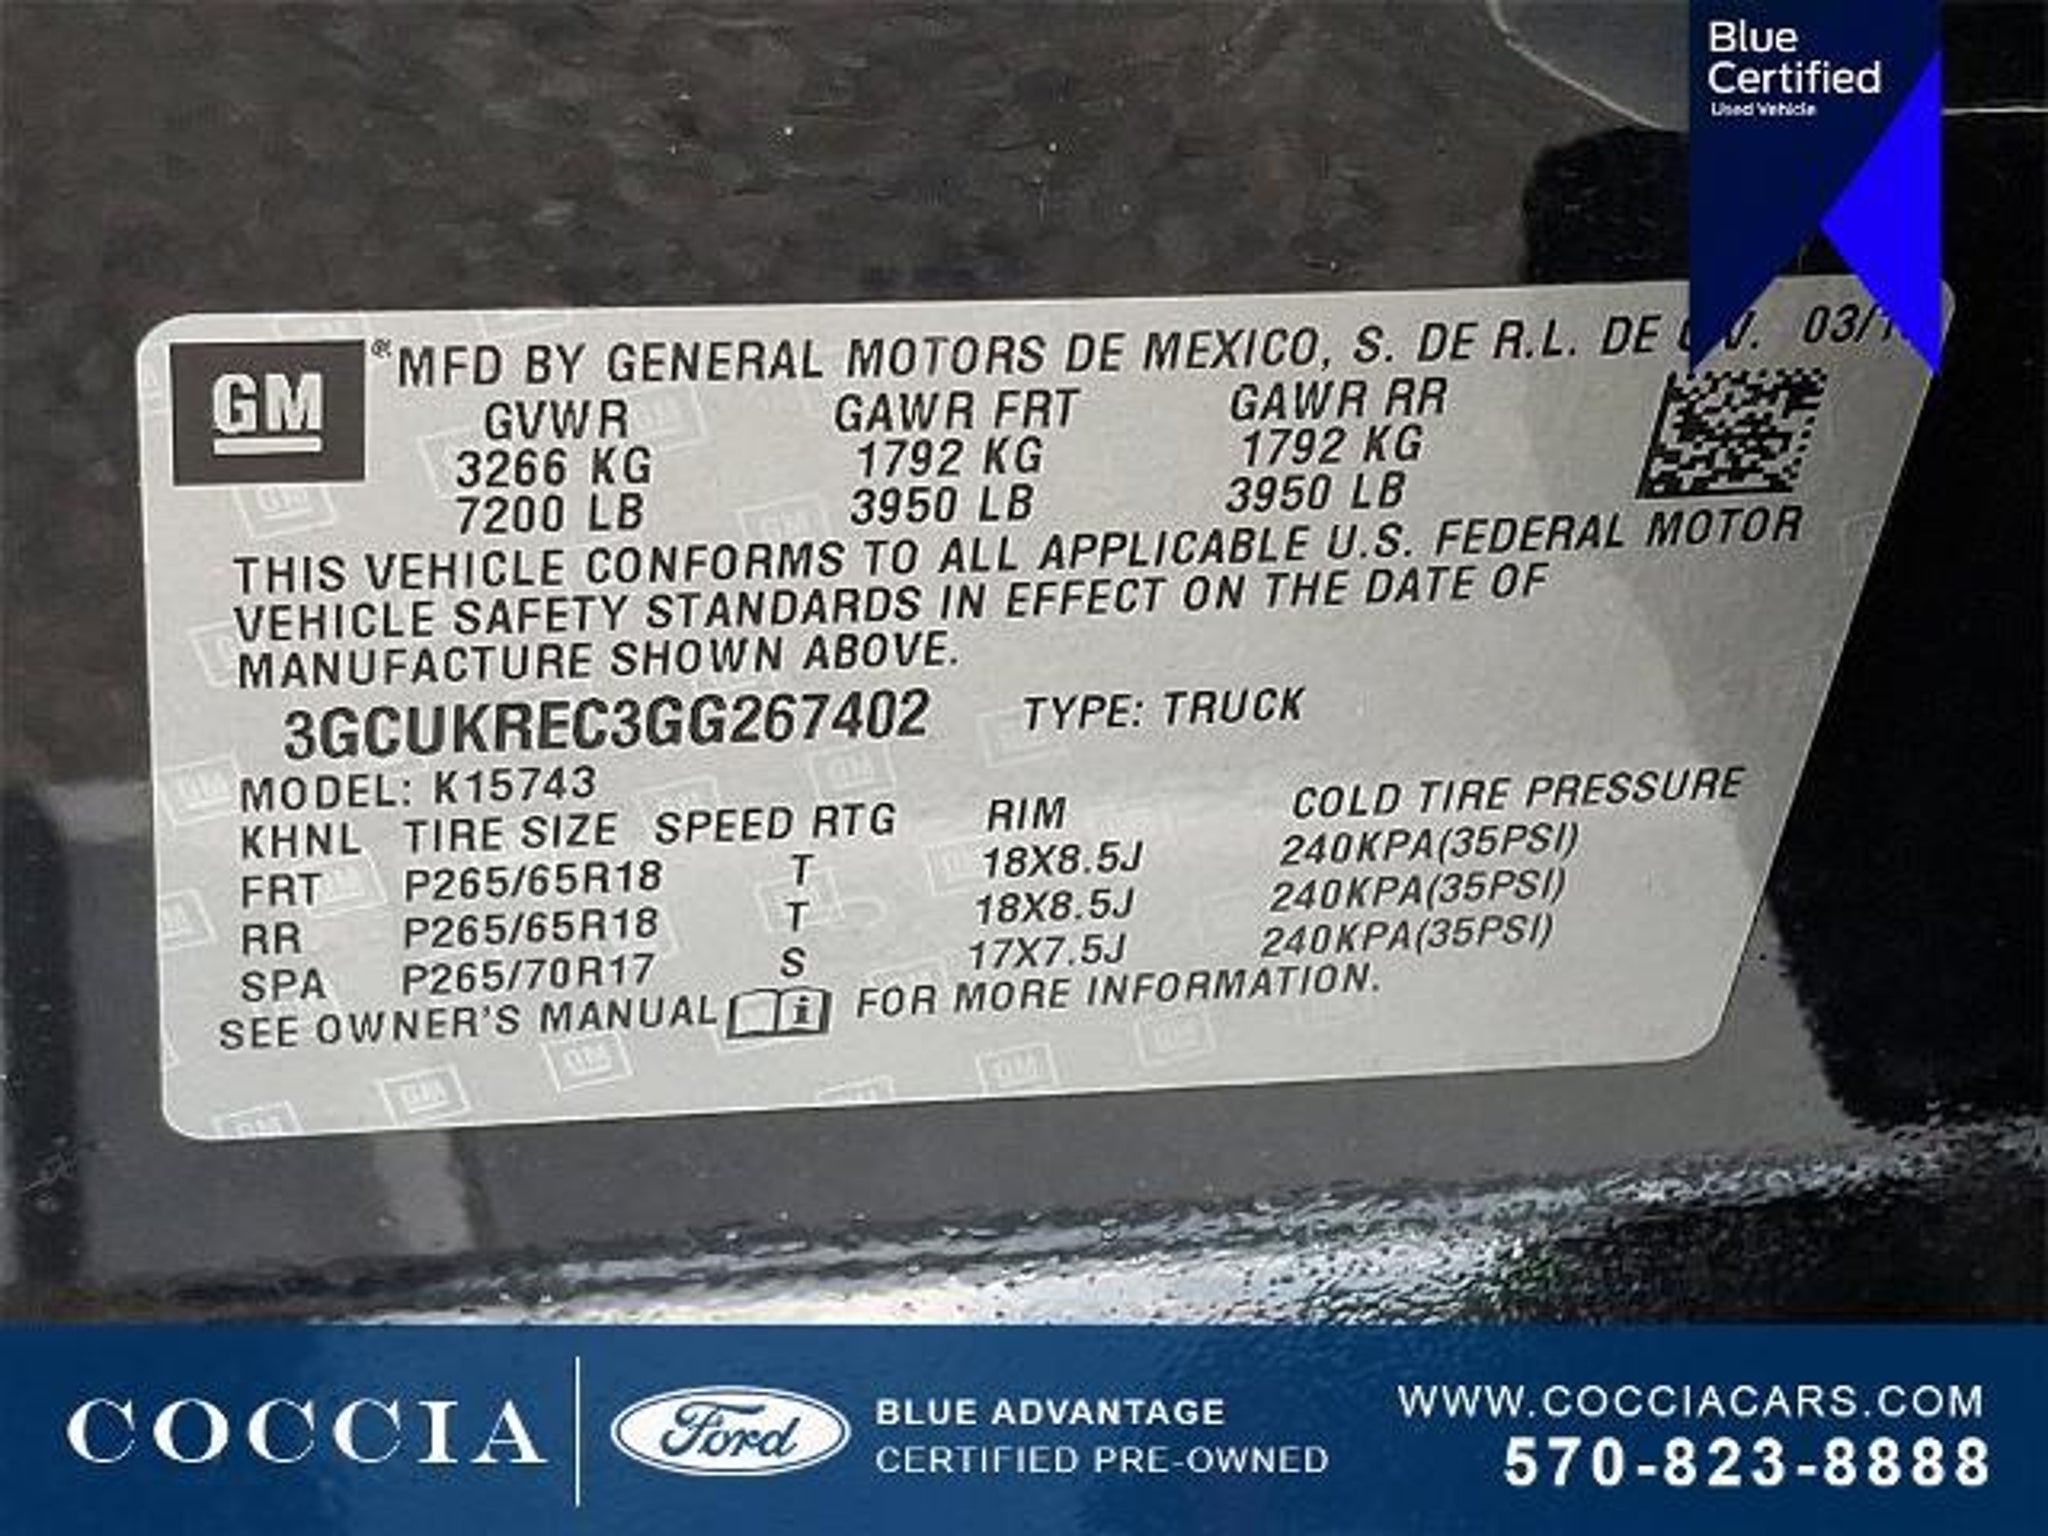 Blue
Certified
Used Vehicle
GM
®MFD BY GENERAL MOTORS DE MEXICO, S. DE R.L. DE V. 03/
GVWR GAWR FRT GAWR RR
3266 KG 1792 KG 1792 KG
7200 LB 3950 LB 3950 LB
THIS VEHICLE CONFORMS TO ALL APPLICABLE U.S. FEDERAL MOTOR
VEHICLE SAFETY STANDARDS IN EFFECT ON THE DATE OF
MANUFACTURE SHOWN ABOVE.
3GCUKREC3GG267402 TYPE: TRUCK
MODEL: K15743
KHNL TIRE SIZE SPEED RTG RIM COLD TIRE PRESSURE
FRT P265/65R18 T 18X8.5J 240KPA(35PSI)
RR P265/65R18 T 18X8.5J 240KPA(35PSI)
SPA P265/70R17 S 17X7.5J 240KPA(35PSI)
SEE OWNER'S MANUAL FOR MORE INFORMATION.
COCCIA
Ford
BLUE ADVANTAGE
CERTIFIED PRE-OWNED
WWW.COCCIACARS.COM
570-823-8888